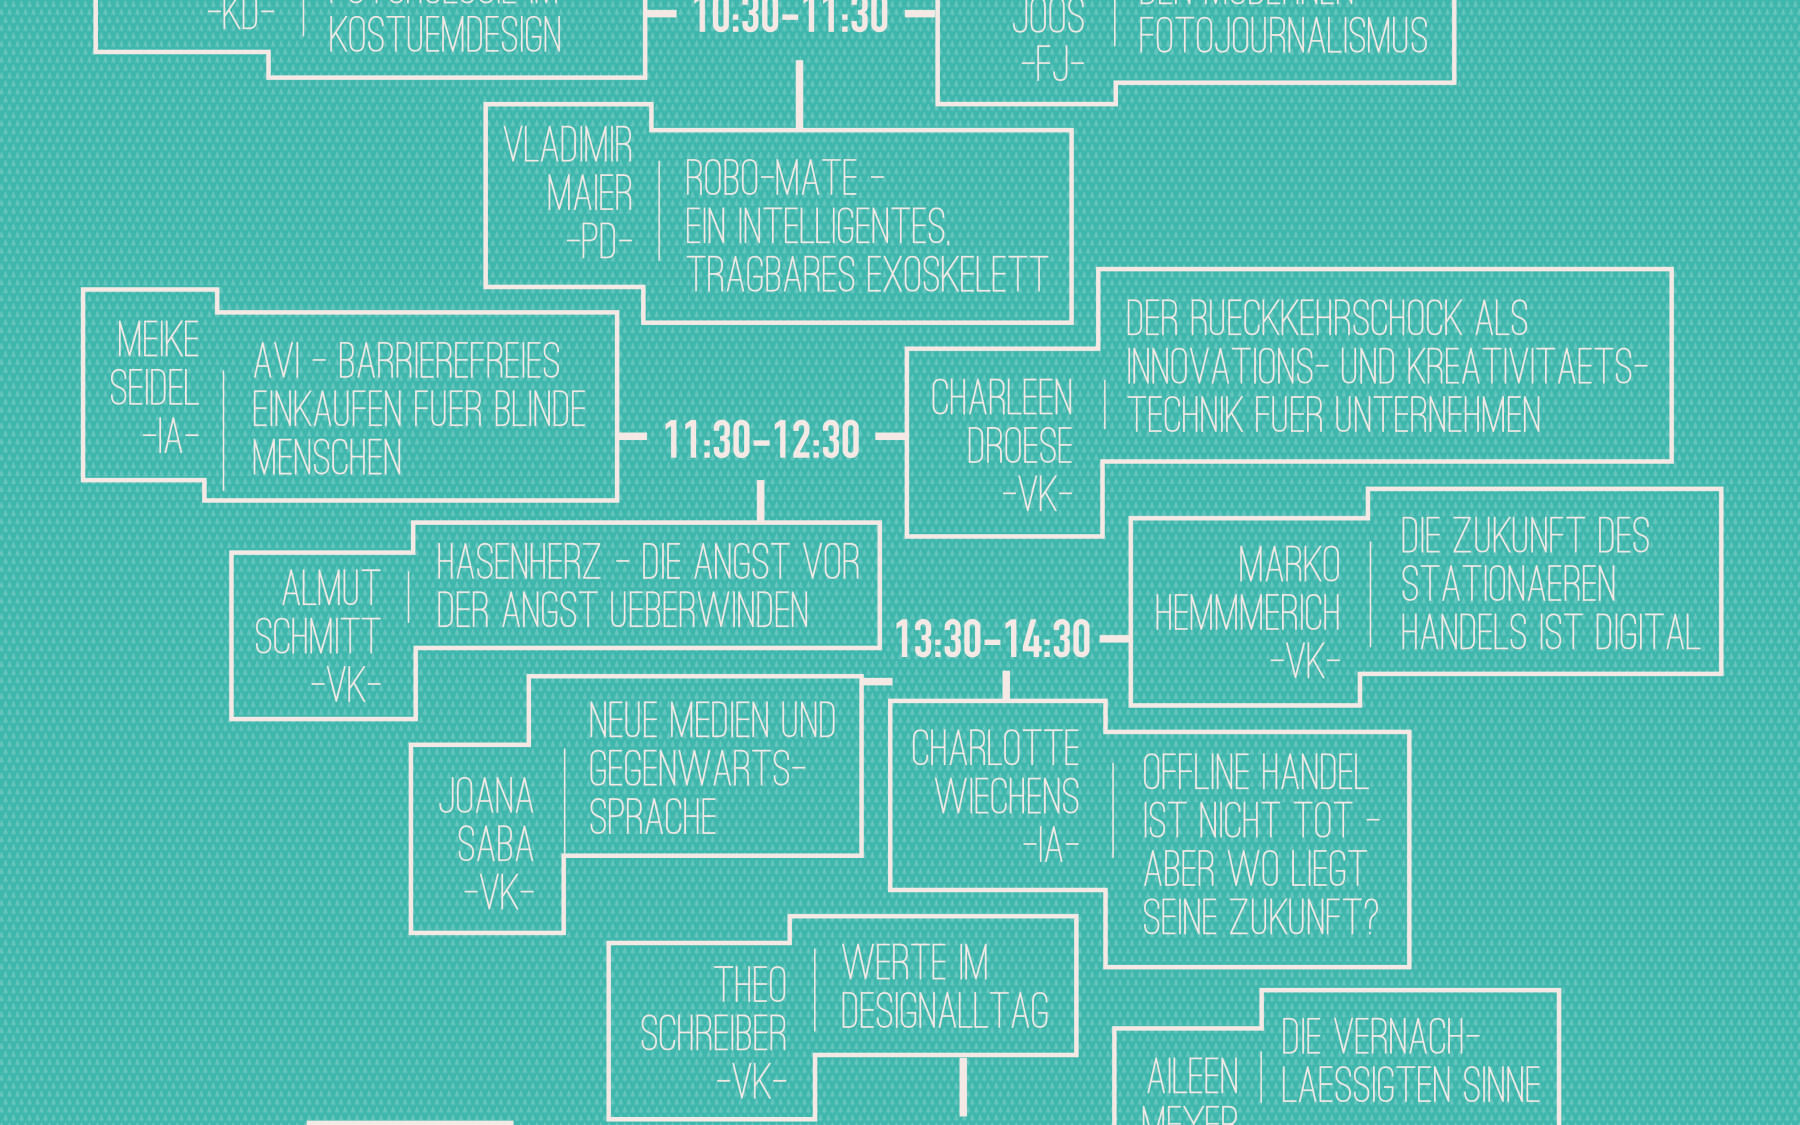 -KD-
KOSTUEMDESIGN
10:30-11:30
JOOS
-FJ-
FOTOJOURNALISMUS
VLADIMIR
MAIER
-PD-
ROBO-MATE -
EIN INTELLIGENTES,
TRAGBARES EXOSKELETT
MEIKE
SEIDEL
-IA-
AVI - BARRIEREFREIES
EINKAUFEN FUER BLINDE
MENSCHEN
11:30-12:30
CHARLEEN
DROESE
-VK-
DER RUECKKEHRSCHOCK ALS
INNOVATIONS- UND KREATIVITAETS-
TECHNIK FUER UNTERNEHMEN
ALMUT
SCHMITT
-VK-
HASENHERZ - DIE ANGST VOR
DER ANGST UEBERWINDEN
13:30-14:30
MARKO
HEMMMERICH
-VK-
DIE ZUKUNFT DES
STATIONAEREN
HANDELS IST DIGITAL
JOANA
SABA
-VK-
NEUE MEDIEN UND
GEGENWARTS-
SPRACHE
CHARLOTTE
WIECHENS
-IA-
OFFLINE HANDEL
IST NICHT TOT -
ABER WO LIEGT
SEINE ZUKUNFT?
THEO
SCHREIBER
-VK-
WERTE IM
DESIGNALLTAG
AILEEN
MEYER
DIE VERNACH-
LAESSIGTEN SINNE